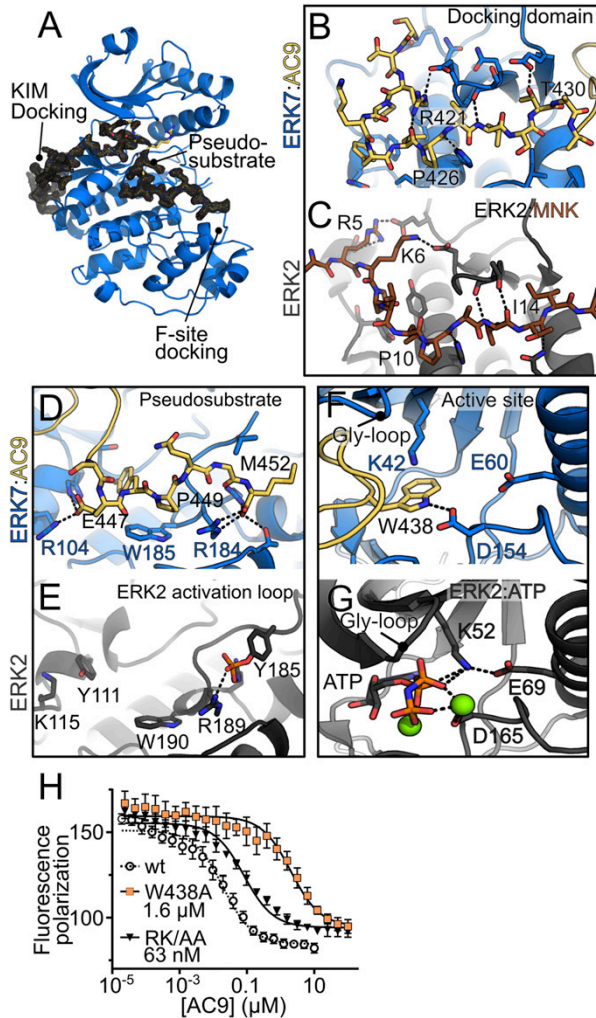 A
KIM
Docking
Pseudo-
substrate
F-site
docking
B
Docking domain
ERK7:AC9
R421
T430
P426
C
ERK2:MNK
ERK2
R5
K6
I14
P10
D
Pseudosubstrate
ERK7:AC9
M452
P449
E447
R104
W185
R184
E
ERK2 activation loop
ERK2
Y111
Y185
K115
R189
W190
F
Active site
Gly-loop
K42
E60
W438
D154
G
ERK2:ATP
Gly-loop
K52
ATP
E69
D165
H
Fluorescence
polarization
150
100
wt
W438A
1.6 µM
RK/AA
63 nM
10-5 10-3 0.1 10
[AC9] (µM)